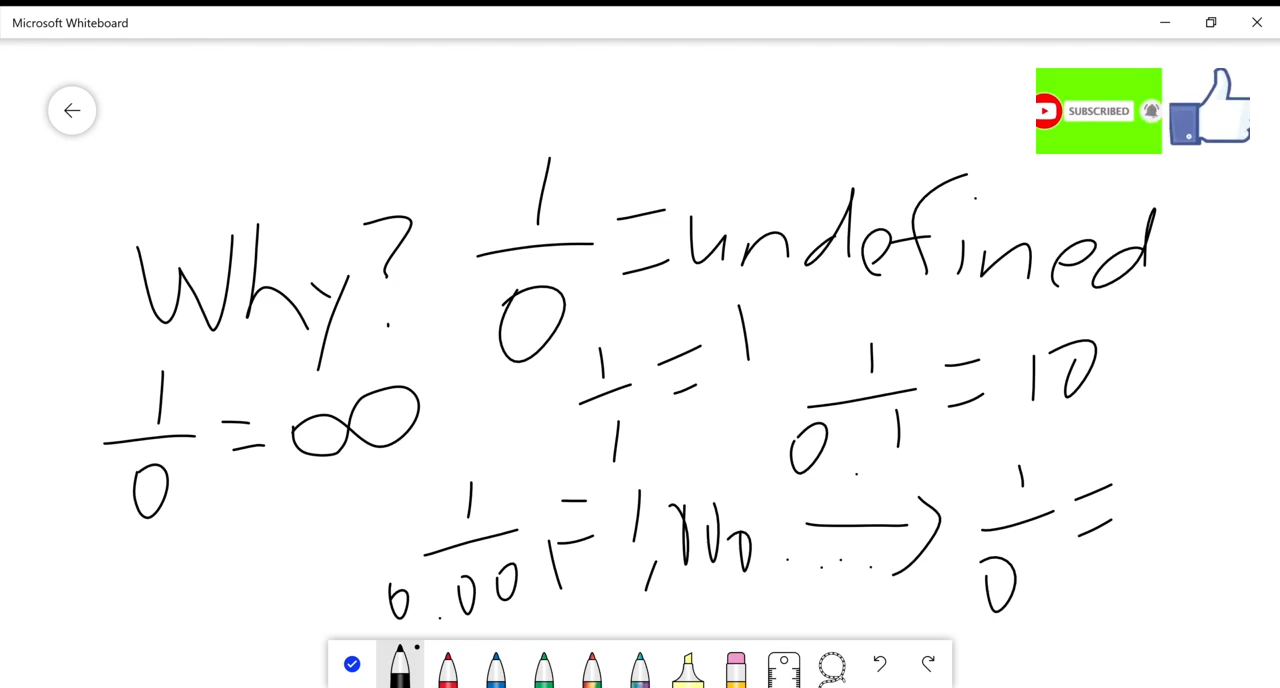 Microsoft Whiteboard
SUBSCRIBED
Why? 1/0 = undefined
1/0 = ∞
1/1 = 1
1/0.1 = 10
1/0.001 = 1,000 ....→ 1/0 =